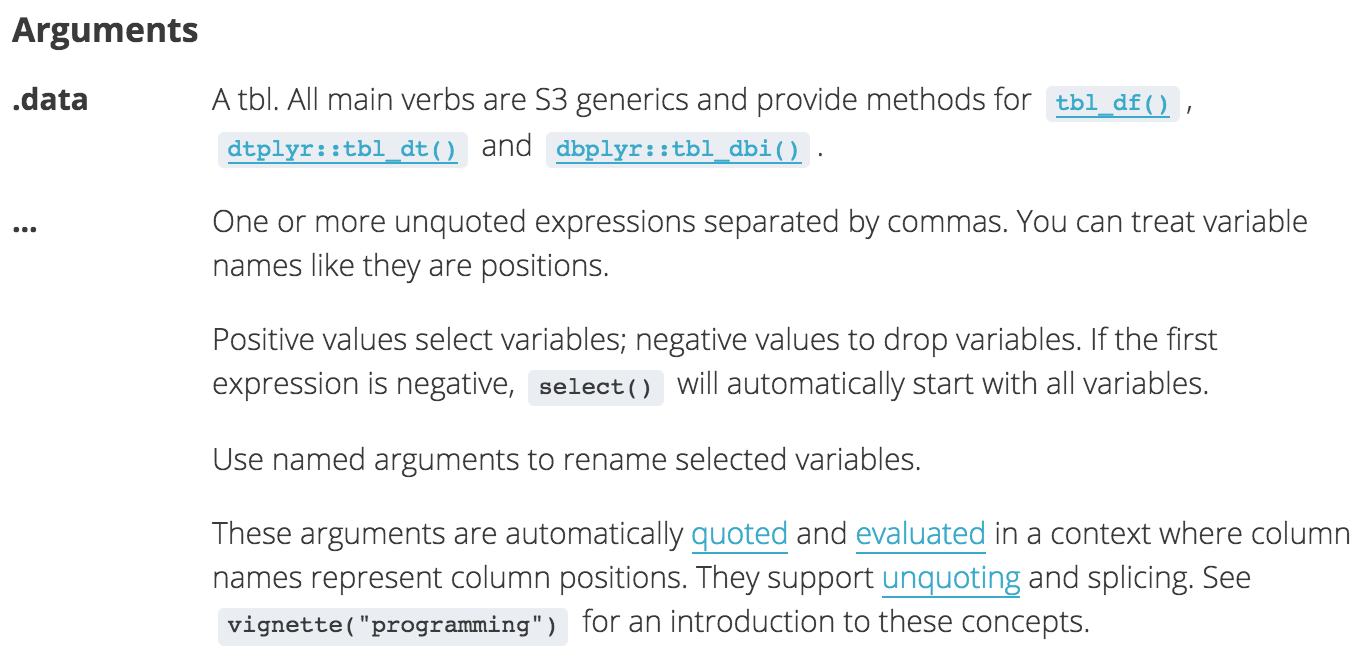 Arguments
.data A tbl. All main verbs are S3 generics and provide methods for tbl_df() ,
dtplyr::tbl_dt() and dbplyr::tbl_dbi() .
... One or more unquoted expressions separated by commas. You can treat variable
names like they are positions.
Positive values select variables; negative values to drop variables. If the first
expression is negative, select() will automatically start with all variables.
Use named arguments to rename selected variables.
These arguments are automatically quoted and evaluated in a context where column
names represent column positions. They support unquoting and splicing. See
vignette("programming") for an introduction to these concepts.